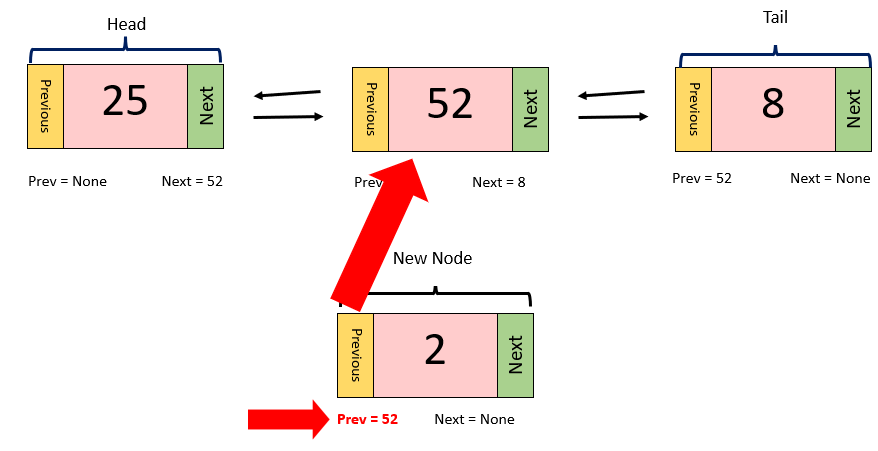 Head
Tail
Previous 25 Next
Previous 52 Next
Previous 8 Next
Prev = None Next = 52
Next = 8
Prev = 52 Next = None
New Node
Previous 2 Next
Prev = 52 Next = None